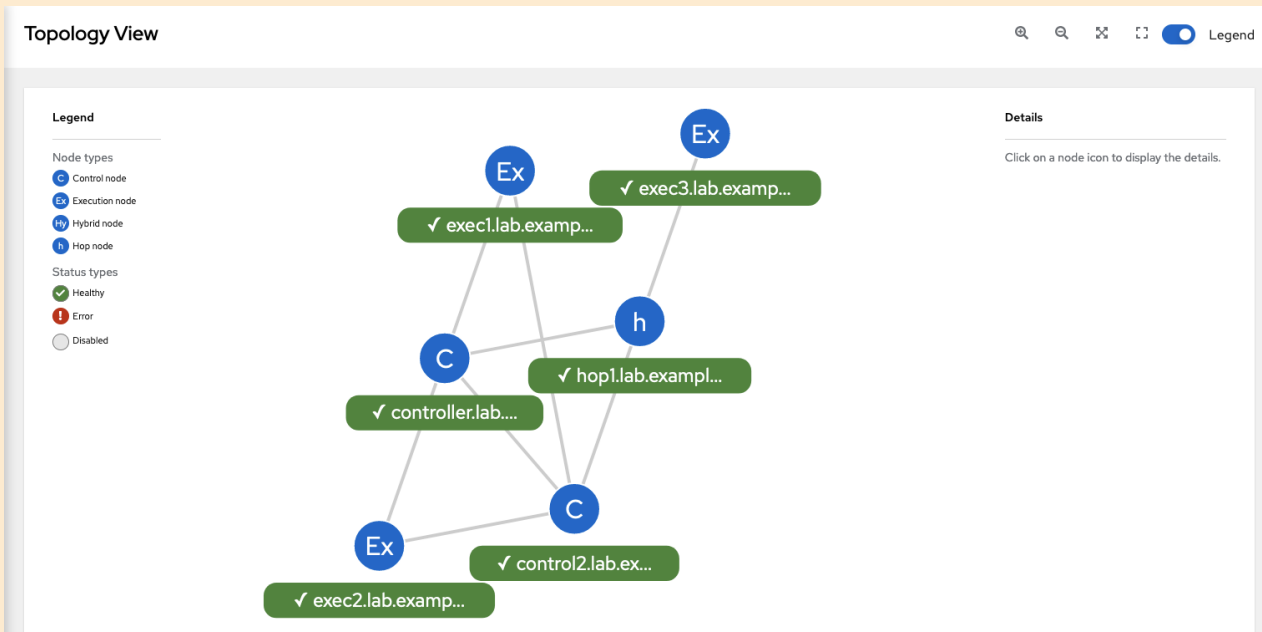 Topology View
Legend
Legend
Node types
C Control node
Ex Execution node
Hy Hybrid node
h Hop node
Status types
Healthy
! Error
Disabled
Ex
✓ exec3.lab.examp...
Ex
✓ exec1.lab.examp...
h
✓ hop1.lab.exampl...
C
✓ controller.lab....
C
✓ control2.lab.ex...
Ex
✓ exec2.lab.examp...
Details
Click on a node icon to display the details.